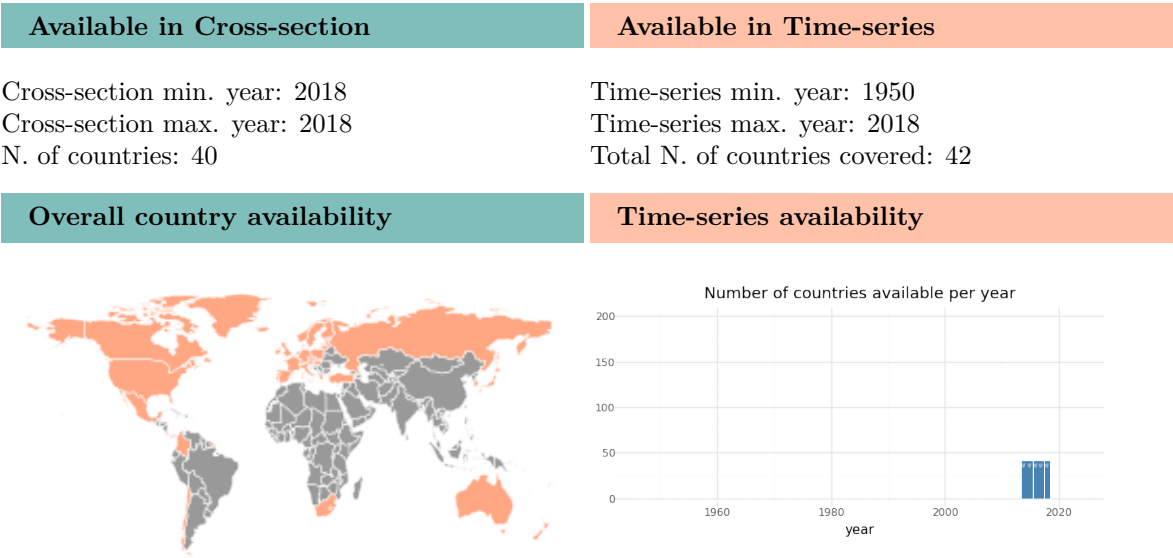 Available in Cross-section
Available in Time-series
Cross-section min. year: 2018
Cross-section max. year: 2018
N. of countries: 40
Time-series min. year: 1950
Time-series max. year: 2018
Total N. of countries covered: 42
Overall country availability
Time-series availability
Number of countries available per year
200
150
100
50
0
1960
1980
2000
2020
year